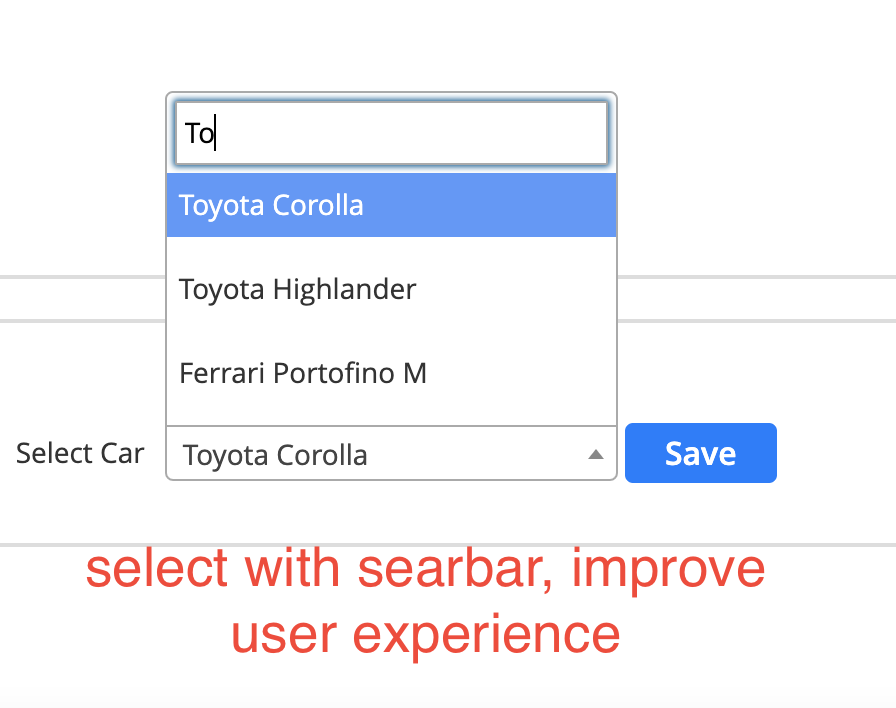 To
Toyota Corolla
Toyota Highlander
Ferrari Portofino M
Select Car Toyota Corolla Save
select with searbar, improve
user experience